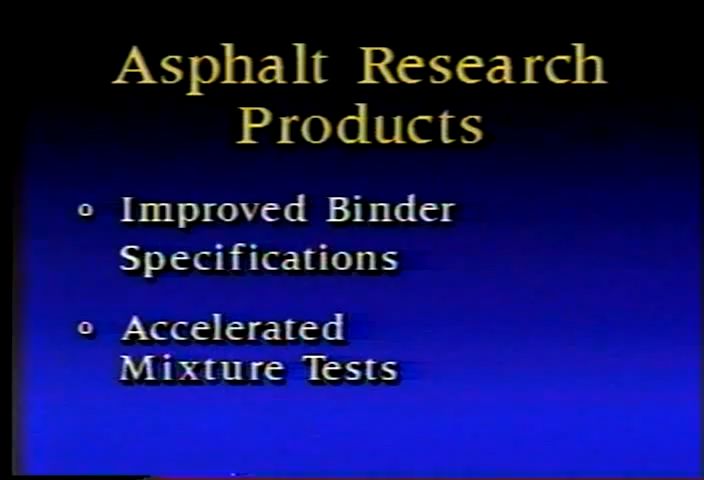 Asphalt Research
Products
o Improved Binder
Specifications
o Accelerated
Mixture Tests